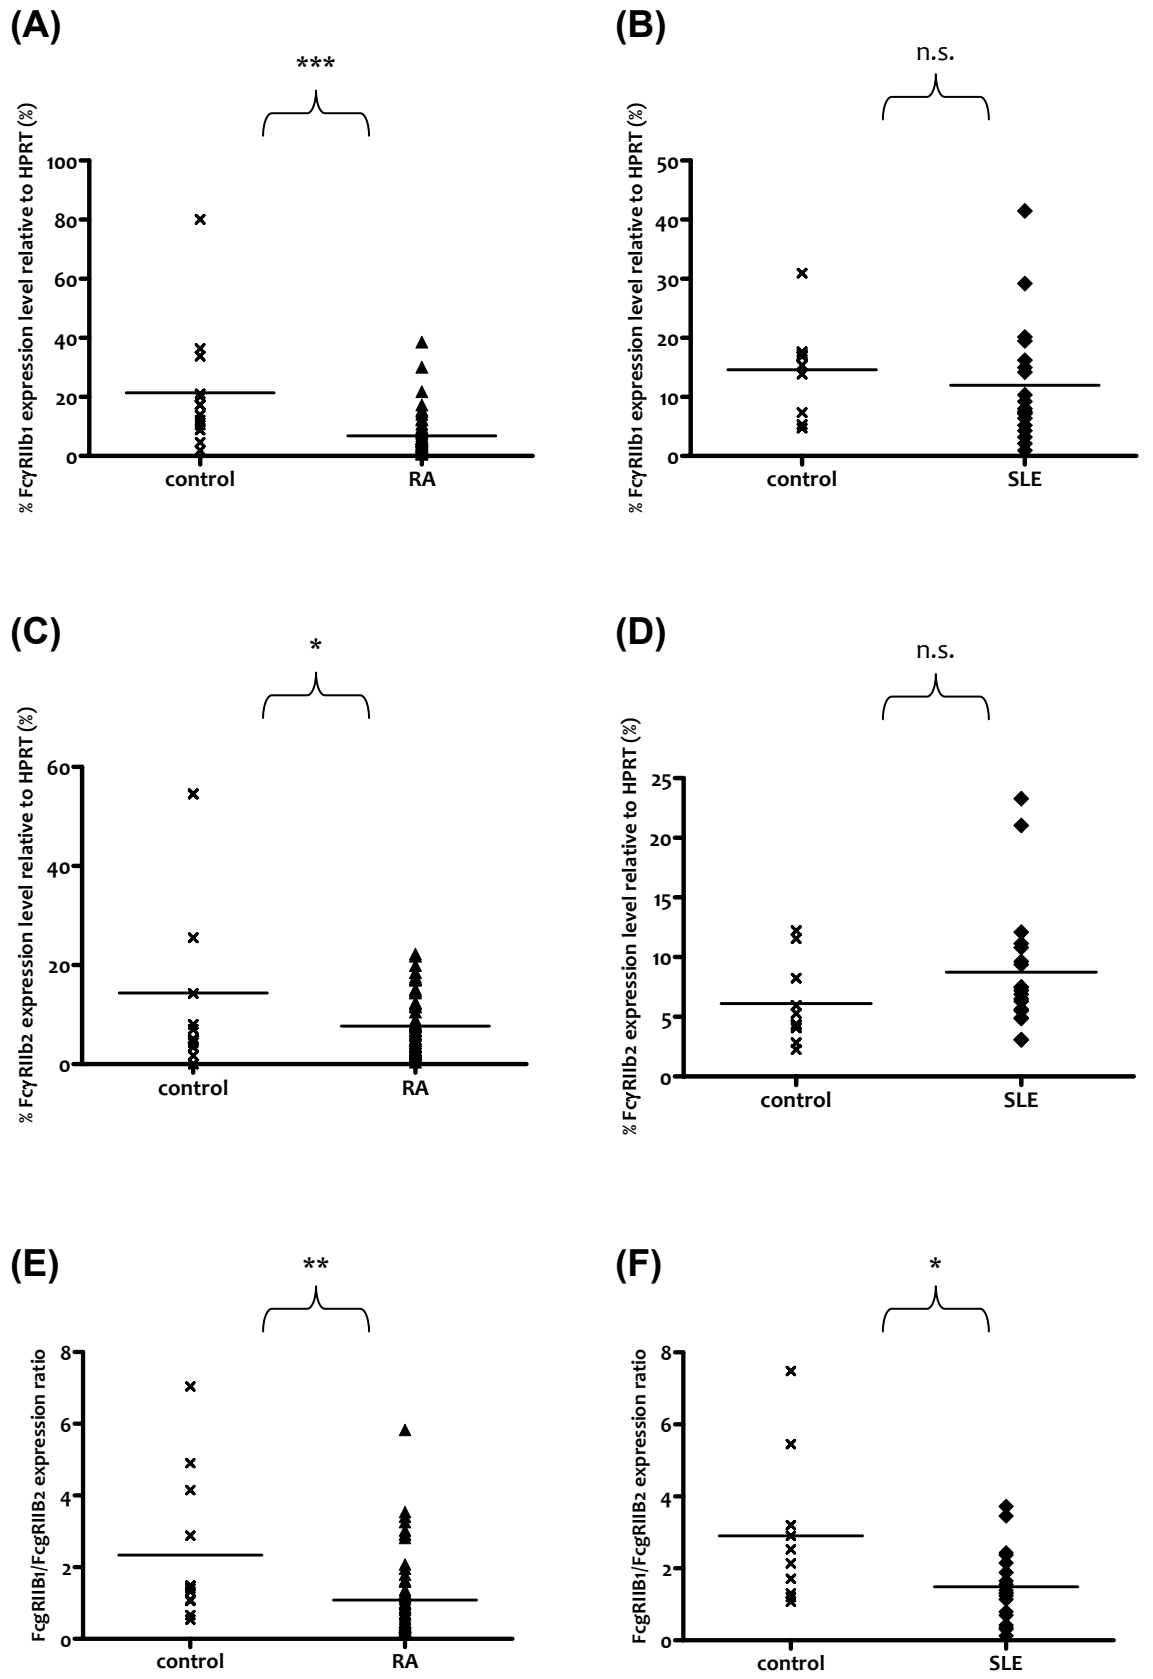 (A)
***
% FcγRIIb1 expression level relative to HPRT (%)
100
80
60
40
20
0
control
RA
(B)
n.s.
% FcγRIIb1 expression level relative to HPRT (%)
50
40
30
20
10
0
control
SLE
(C)
*
% FcγRIIb2 expression level relative to HPRT (%)
60
40
20
0
control
RA
(D)
n.s.
% FcγRIIb2 expression level relative to HPRT (%)
25
20
15
10
5
0
control
SLE
(E)
**
FcgRIIB1/FcgRIIB2 expression ratio
8
6
4
2
0
control
RA
(F)
*
FcgRIIB1/FcgRIIB2 expression ratio
8
6
4
2
0
control
SLE